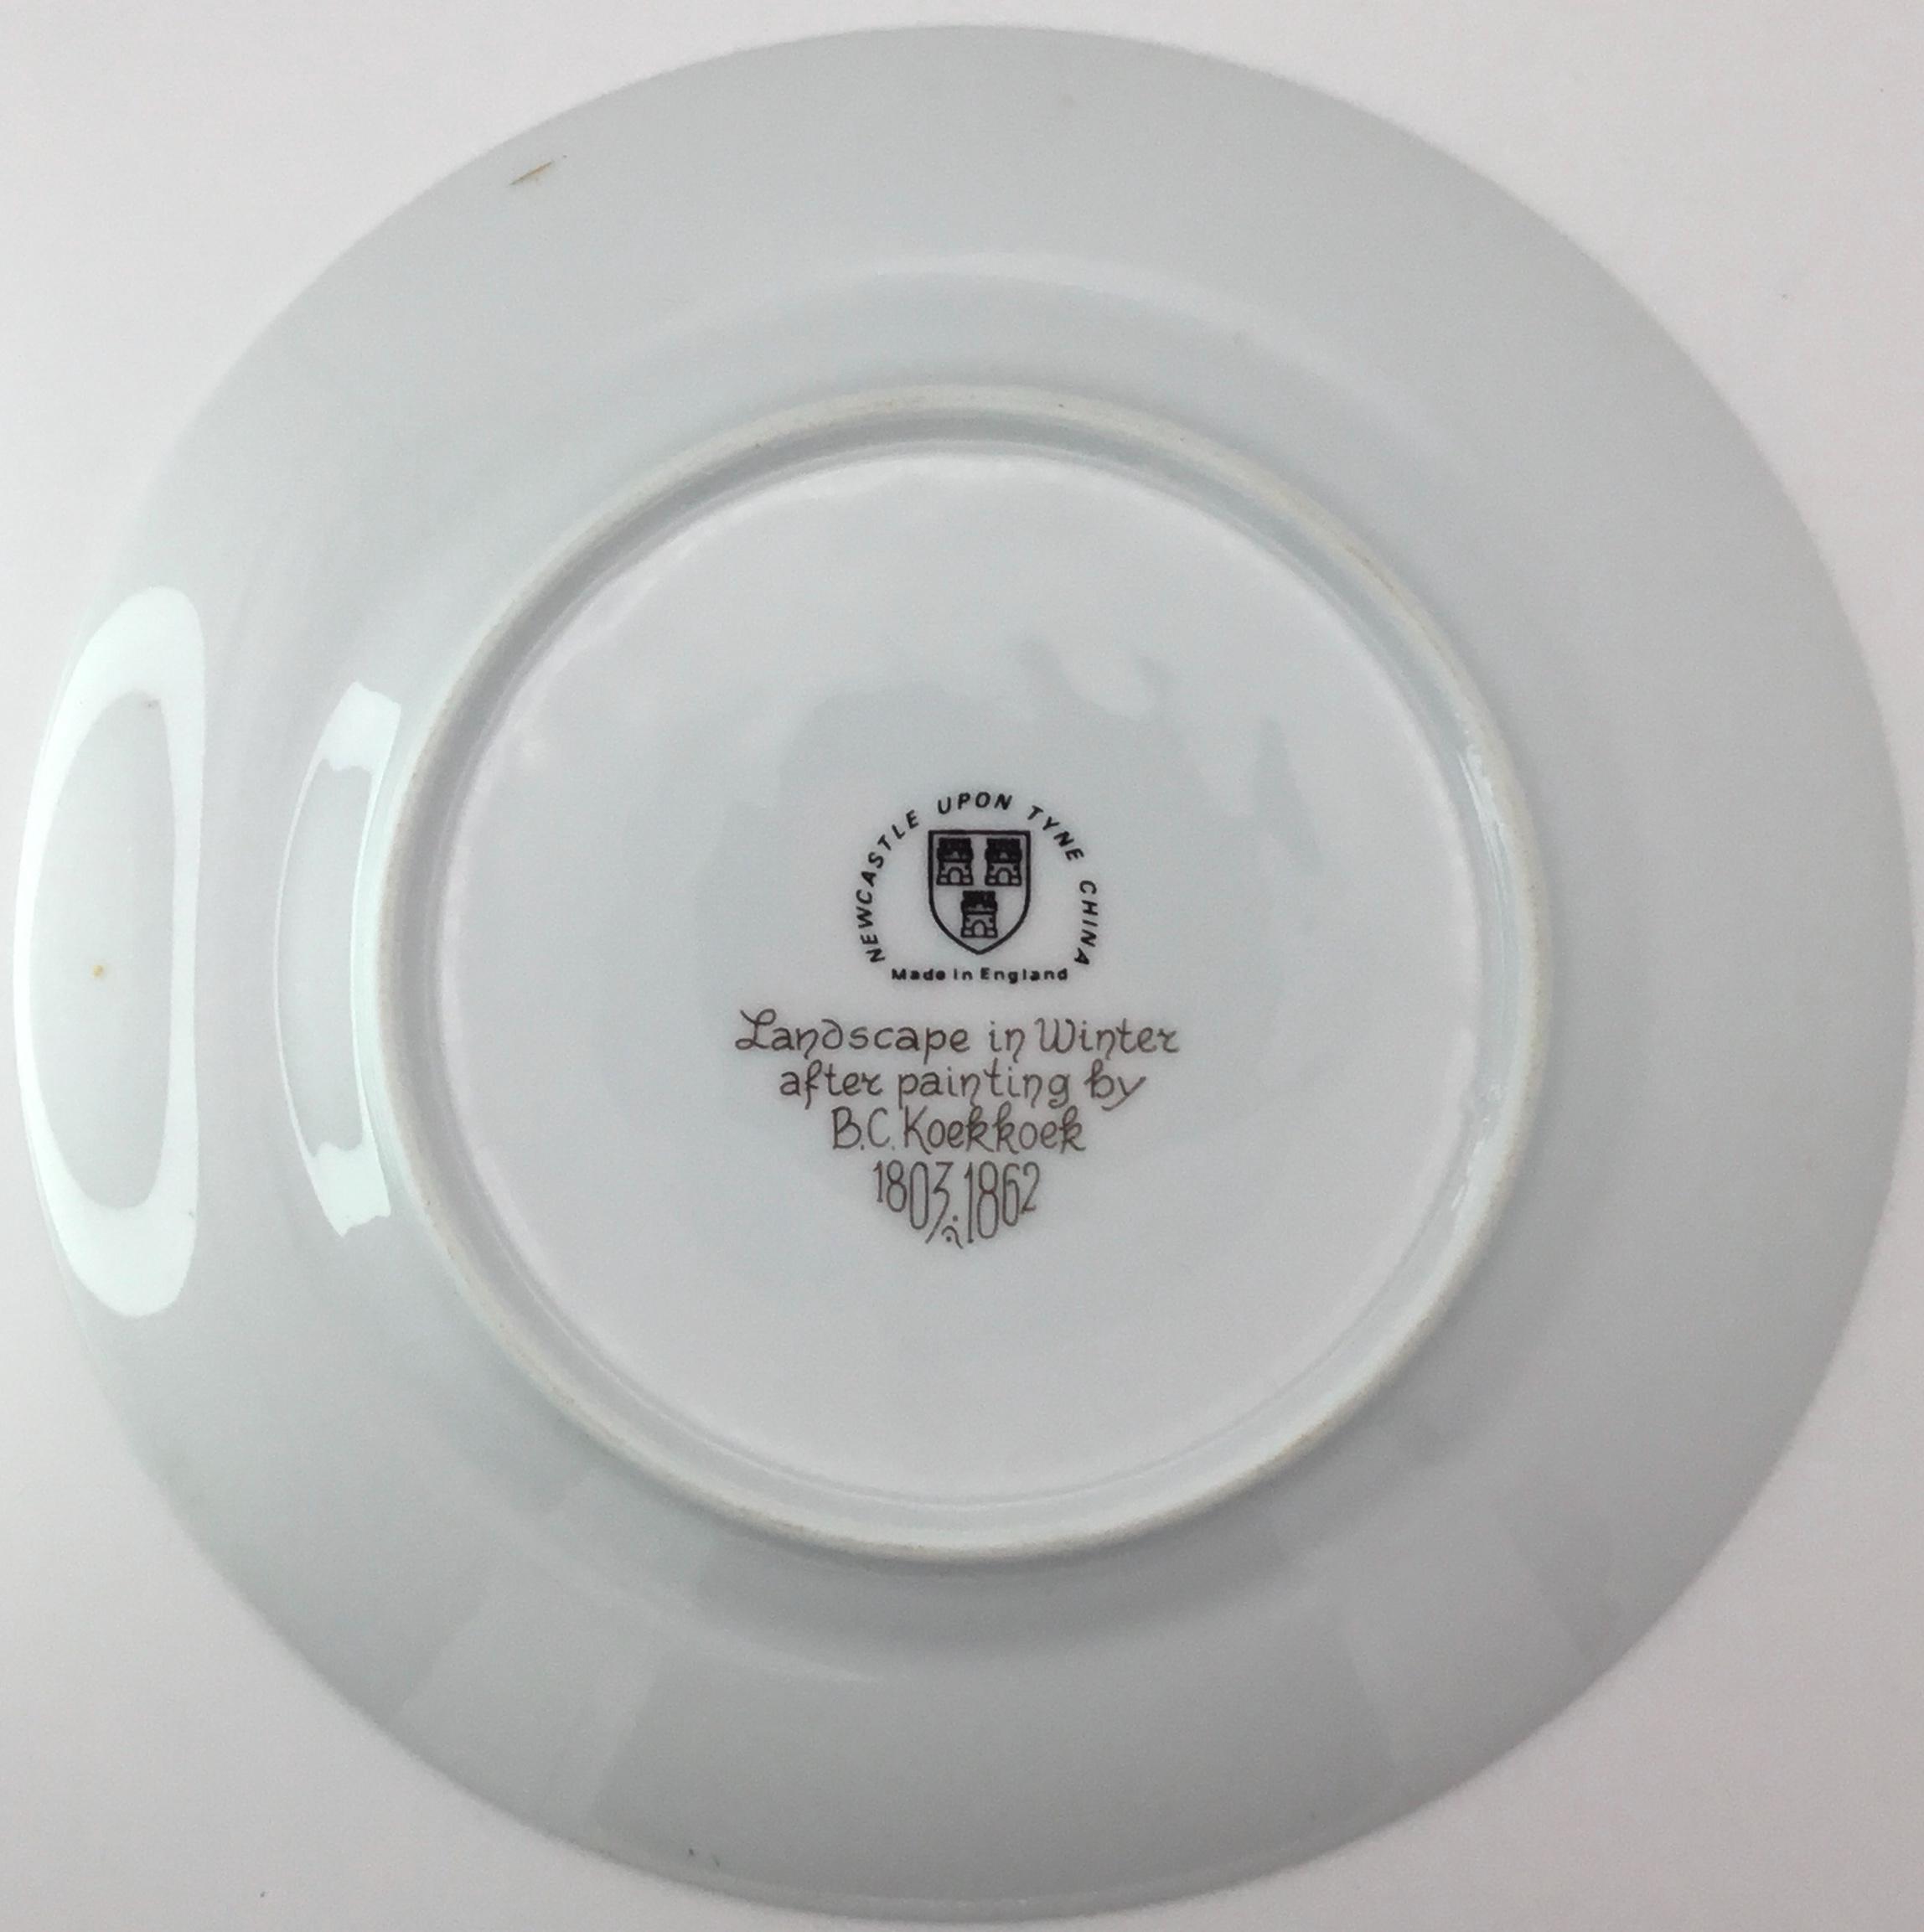 NEWCASTLE UPON TYNE CHINA
Made in England
Landscape in Winter
after painting by
B.C. Koekkoek
1803.1862